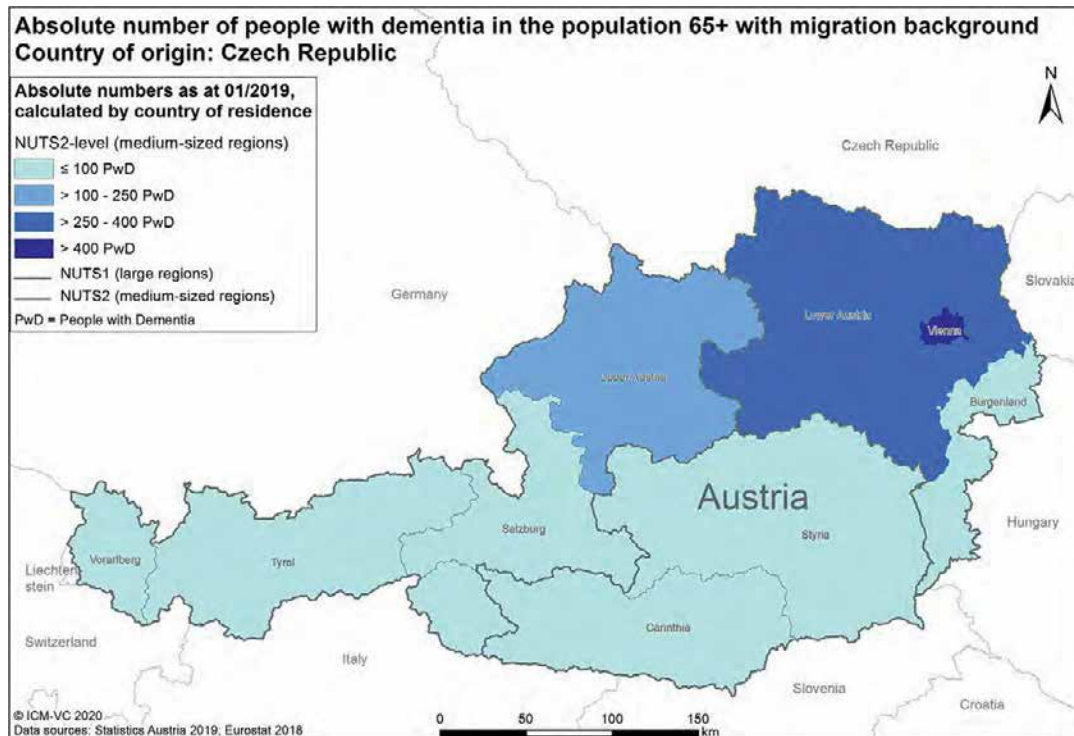 Absolute number of people with dementia in the population 65+ with migration background
Country of origin: Czech Republic
Absolute numbers as at 01/2019,
calculated by country of residence
NUTS2-level (medium-sized regions)
≤ 100 PwD
> 100 - 250 PwD
> 250 - 400 PwD
> 400 PwD
NUTS1 (large regions)
NUTS2 (medium-sized regions)
PwD = People with Dementia
N
Czech Republic
Germany
Slovakia
Lower Austria
Vienna
Upper Austria
Burgenland
Austria
Salzburg
Styria
Hungary
Vorarlberg
Tyrol
Liechten-
stein
Carinthia
Switzerland
Italy
Slovenia
Croatia
© ICM-VC 2020
Data sources: Statistics Austria 2019; Eurostat 2018
0 50 100 150
km